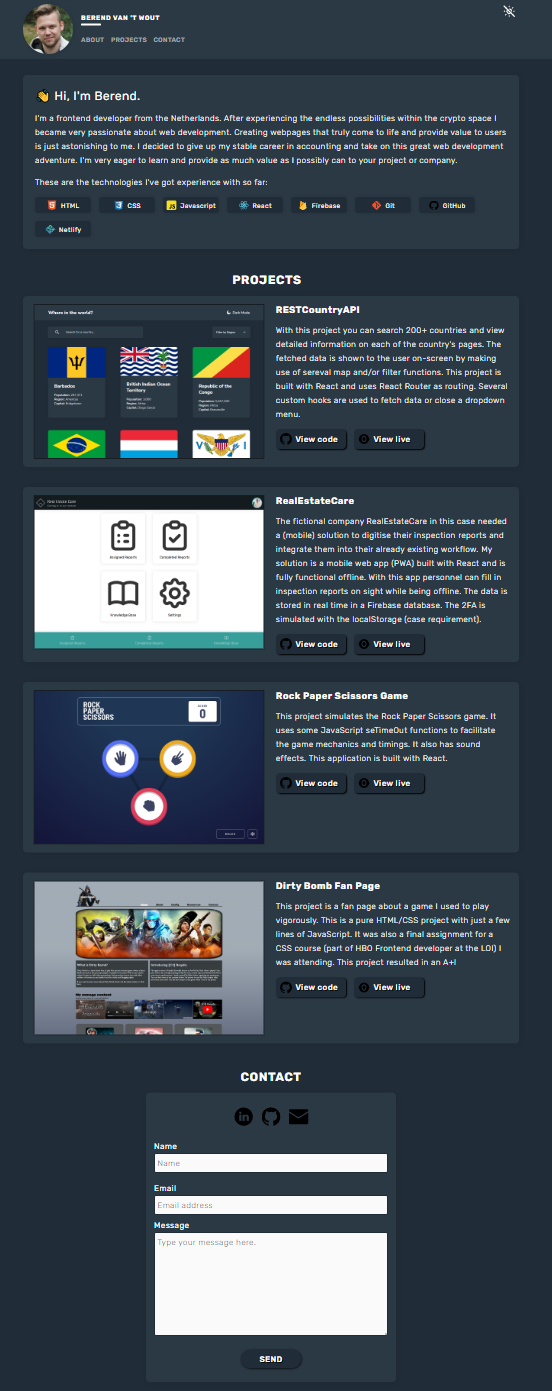 BEREND VAN 'T WOUT
ABOUT PROJECTS CONTACT
Hi, I'm Berend.
I'm a frontend developer from the Netherlands. After experiencing the endless possibilities within the crypto space I
became very passionate about web development. Creating webpages that truly come to life and provide value to users
is just astonishing to me. I decided to give up my stable career in accounting and take on this great web development
adventure. I'm very eager to learn and provide as much value as I possibly can to your project or company.
These are the technologies I've got experience with so far:
HTML CSS Javascript React Firebase Git GitHub
Netlify
PROJECTS
Where in the world?
Dark Mode
Barbados
British Indian Ocean
Territory
Republic of the
Congo
RESTCountryAPI
With this project you can search 200+ countries and view
detailed information on each of the country's pages. The
fetched data is shown to the user on-screen by making
use of sereval map and/or filter functions. This project is
built with React and uses React Router as routing. Several
custom hooks are used to fetch data or close a dropdown
menu.
View code View live
Assigned Reports Completed Reports
Knowledge Base Settings
RealEstateCare
The fictional company RealEstateCare in this case needed
a (mobile) solution to digitise their inspection reports and
integrate them into their already existing workflow. My
solution is a mobile web app (PWA) built with React and is
fully functional offline. With this app personnel can fill in
inspection reports on sight while being offline. The data is
stored in real time in a Firebase database. The 2FA is
simulated with the localStorage (case requirement).
View code View live
ROCK
PAPER
SCISSORS
SCORE
0
RULES
Rock Paper Scissors Game
This project simulates the Rock Paper Scissors game. It
uses some JavaScript seTimeOut functions to facilitate
the game mechanics and timings. It also has sound
effects. This application is built with React.
View code View live
What is Dirty Bomb?
Dirty Bomb Fan Page
This project is a fan page about a game I used to play
vigorously. This is a pure HTML/CSS project with just a few
lines of JavaScript. It was also a final assignment for a
CSS course (part of HBO Frontend developer at the LOI) I
was attending. This project resulted in an A+!
View code View live
CONTACT
Name
Name
Email
Email address
Message
Type your message here.
SEND